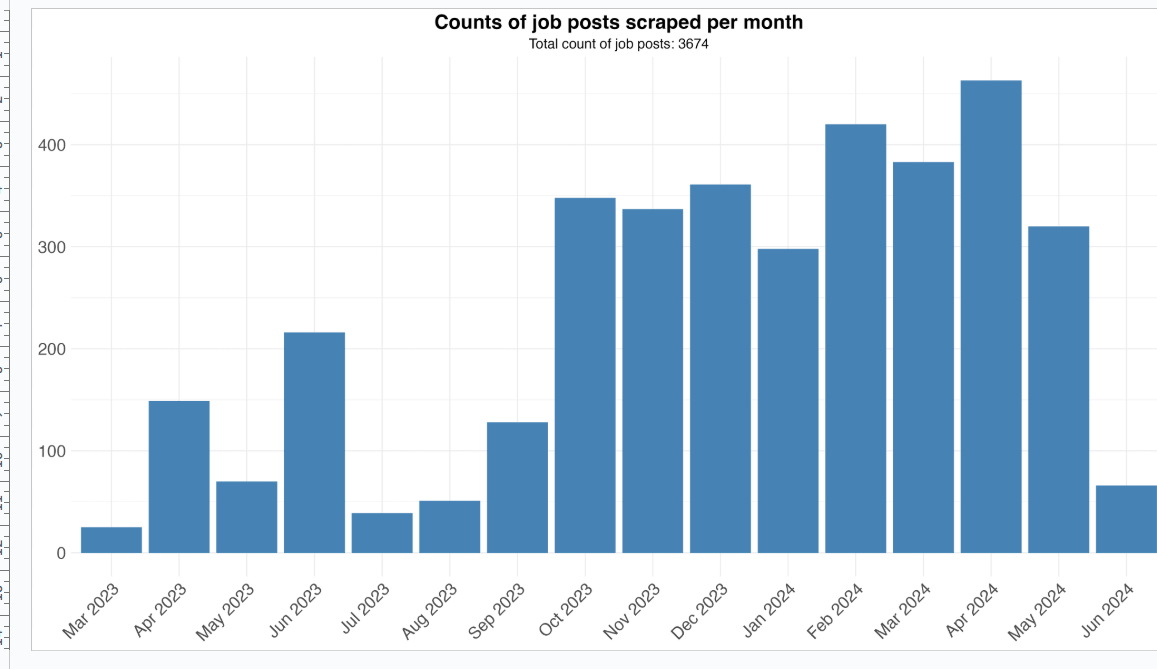 Counts of job posts scraped per month
Total count of job posts: 3674
400
300
200
100
0
Mar 2023
Apr 2023
May 2023
Jun 2023
Jul 2023
Aug 2023
Sep 2023
Oct 2023
Nov 2023
Dec 2023
Jan 2024
Feb 2024
Mar 2024
Apr 2024
May 2024
Jun 2024